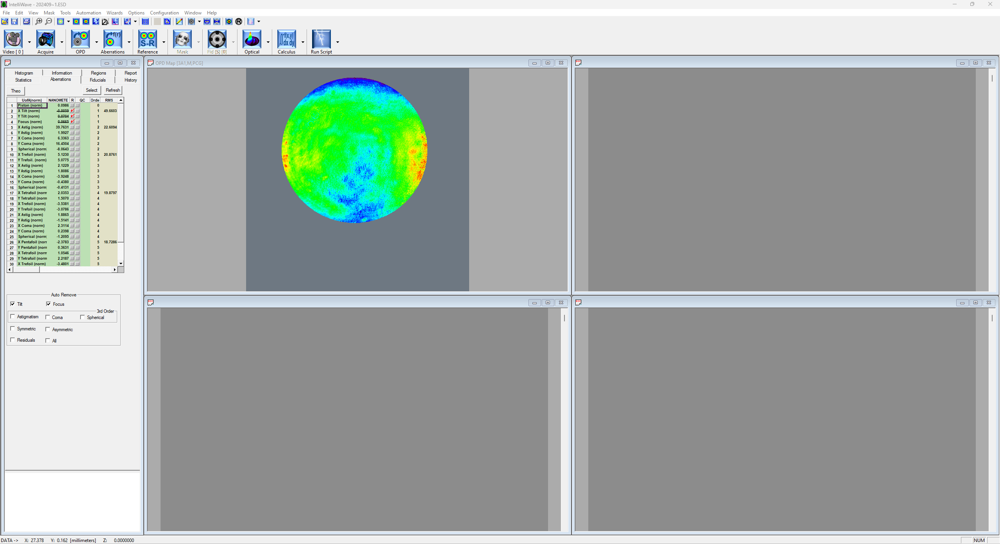 IntelliWave - 202409~1.ESD
File Edit View Mask Tools Automation Wizards Options Configuration Window Help
Video [ 0 ] Acquire OPD Aberrations Reference Mask Fid (S) [0] Optical Calculus Run Script
OPD Map [3A1,M,PCG]
Histogram Information Regions Report
Statistics Aberrations Fiducials History
Theo Select Refresh
UofA(norm) NANOMETE R QC Orde RMS
1 Piston (norm) 0.0986 0
2 X Tilt (norm) -0.0059 1 49.6603
3 Y Tilt (norm) 0.0704 1
4 Focus (norm) 0.0665 1
5 X Astig (norm) 39.7631 2 22.6094
6 Y Astig (norm) 1.9927 2
7 X Coma (norm) 6.3363 2
8 Y Coma (norm) 16.4504 2
9 Spherical (norm -8.0643 2
10 X Trefoil (norm) 5.1230 3 20.8761
11 Y Trefoil. (norm) 5.0775 3
12 X Astig (norm) 2.1229 3
13 Y Astig (norm) 1.8086 3
14 X Coma (norm) -3.9248 3
15 Y Coma (norm) -0.4380 3
16 Spherical (norm -0.4131 3
17 X Tetrafoil (norm 2.0353 4 19.8797
18 Y Tetrafoil (norm 1.5070 4
19 X Trefoil (norm) -3.5381 4
20 Y Trefoil (norm) -3.0786 4
21 X Astig (norm) 1.8865 4
22 Y Astig (norm) -1.5141 4
23 X Coma (norm) 2.3114 4
24 Y Coma (norm) 0.2398 4
25 Spherical (norm -1.2095 4
26 X Pentafoil (norr -2.3783 5 18.7286
27 Y Pentafoil (norn 0.3631 5
28 X Tetrafoil (norm 1.0546 5
29 Y Tetrafoil (norm 2.2187 5
30 X Trefoil (norm) -3.4801 5
Auto Remove
Tilt Focus
3rd Order
Astigmatism Coma Spherical
Symmetric Asymmetric
Residuals All
DATA -> X: 27.378 Y: 0.162 [millimeters] Z: 0.0000000 NUM